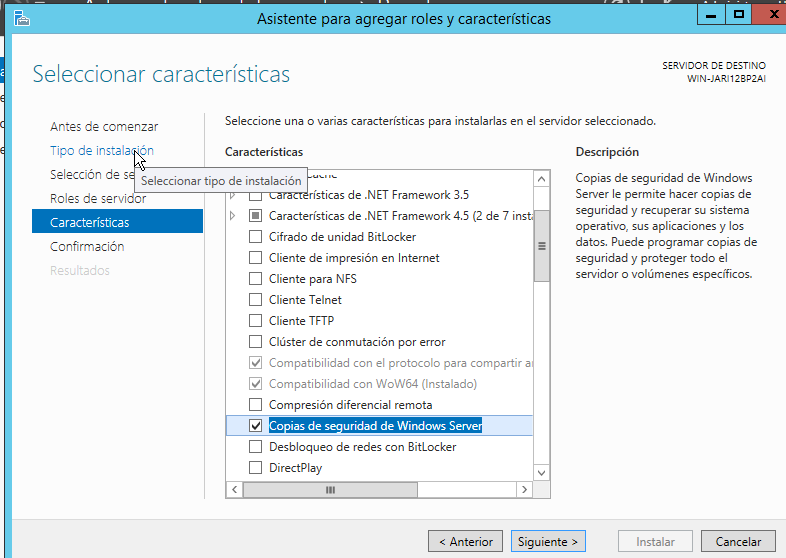 Asistente para agregar roles y características
Seleccionar características
SERVIDOR DE DESTINO
WIN-JARI12BP2AI
Antes de comenzar
Tipo de instalación
Selección de se
Seleccionar tipo de instalación
Roles de servidor
Características
Confirmación
Resultados
Seleccione una o varias características para instalarlas en el servidor seleccionado.
Características
Características de .NET Framework 3.5
Características de .NET Framework 4.5 (2 de 7 inst
Cifrado de unidad BitLocker
Cliente de impresión en Internet
Cliente para NFS
Cliente Telnet
Cliente TFTP
Clúster de conmutación por error
Compatibilidad con el protocolo para compartir ar
Compatibilidad con WoW64 (Instalado)
Compresión diferencial remota
Copias de seguridad de Windows Server
Desbloqueo de redes con BitLocker
DirectPlay
Descripción
Copias de seguridad de Windows
Server le permite hacer copias de
seguridad y recuperar su sistema
operativo, sus aplicaciones y los
datos. Puede programar copias de
seguridad y proteger todo el
servidor o volúmenes específicos.
< Anterior
Siguiente >
Instalar
Cancelar